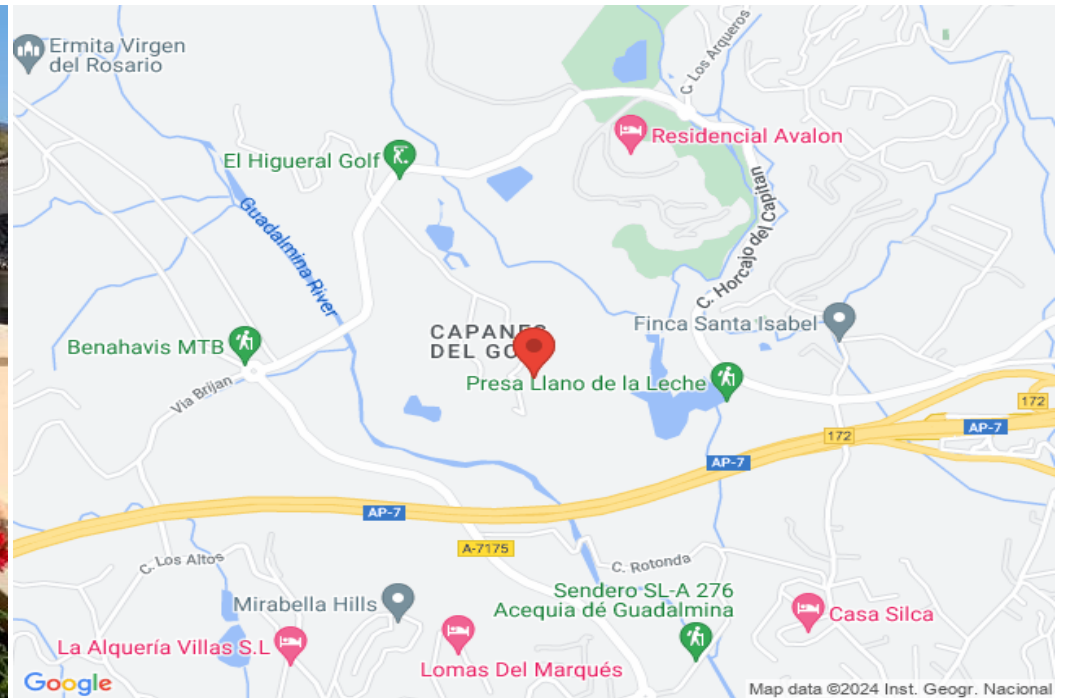 Ermita Virgen
del Rosario
C. Los Arqueros
Residencial Avalon
El Higueral Golf
Guadalmina River
C. Horcajo del Capitan
CAPANES
DEL GO
Finca Santa Isabel
Benahavis MTB
Presa Llano de la Leche
Via Brijan
172
172
AP-7
AP-7
AP-7
A-7175
C. Los Altos
C. Rotonda
Sendero SL-A 276
Acequia dé Guadalmina
Mirabella Hills
Casa Silca
La Alquería Villas S.L
Lomas Del Marqués
Google
Map data ©2024 Inst. Geogr. Nacional